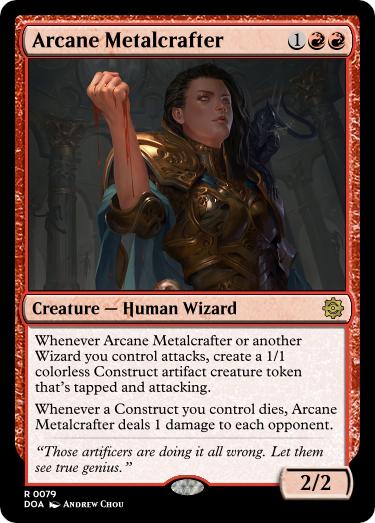 Arcane Metalcrafter 1
Creature — Human Wizard
Whenever Arcane Metalcrafter or another
Wizard you control attacks, create a 1/1
colorless Construct artifact creature token
that's tapped and attacking.
Whenever a Construct you control dies, Arcane
Metalcrafter deals 1 damage to each opponent.
“Those artificers are doing it all wrong. Let them
see true genius.”
2/2
R 0079
DOA Andrew Chou